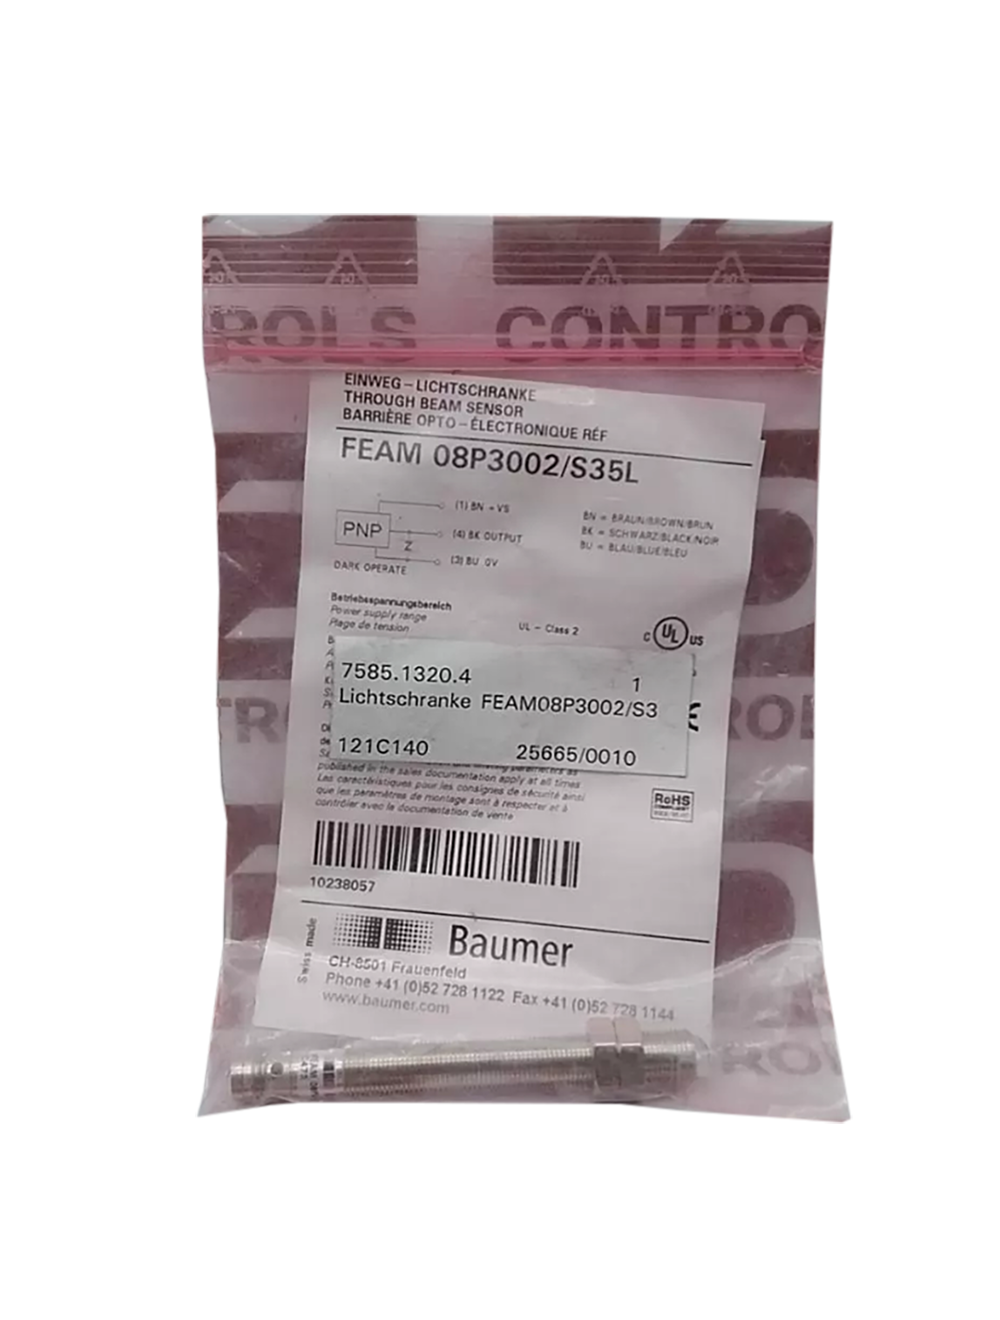 ROLS CONTRO
EINWEG – LICHTSCHRANKE
THROUGH BEAM SENSOR
BARRIÈRE OPTO – ÉLECTRONIQUE RÉF
FEAM 08P3002/S35L
PNP
(1) BN
(4) BK OUTPUT
Z
(3) BU 0V
DARK OPERATE
BN = BRAUN/BROWN/BRUN
BK = SCHWARZ/BLACK/NOIR
BU = BLAU/BLUE/BLEU
Betriebsspannungsbereich
Power supply range
Plage de tension
UL – Class 2
C UL US
7585.1320.4 1
Lichtschranke FEAM08P3002/S3
121C140 25665/0010
published in the sales documentation apply at all times
Les caractéristiques pour les consignes de sécurité ainsi
que les paramètres de montage sont à respecter et à
contrôler avec la documentation de vente
RoHS
10238057
Swiss made
Baumer
CH-8501 Frauenfeld
Phone +41 (0)52 728 1122 Fax +41 (0)52 728 1144
www.baumer.com